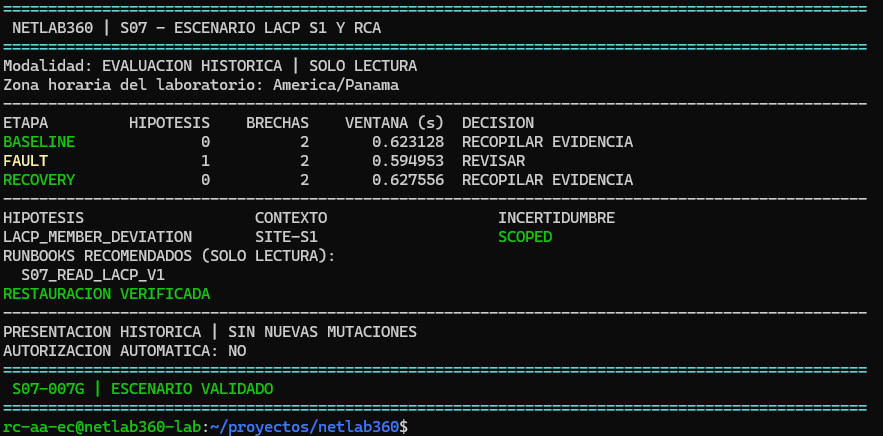 ================================================================================================
NETLAB360 | S07 - ESCENARIO LACP S1 Y RCA
================================================================================================
Modalidad: EVALUACION HISTORICA | SOLO LECTURA
Zona horaria del laboratorio: America/Panama
------------------------------------------------------------------------------------------------
ETAPA         HIPOTESIS    BRECHAS    VENTANA (s)  DECISION
BASELINE              0          2       0.623128  RECOPILAR EVIDENCIA
FAULT                 1          2       0.594953  REVISAR
RECOVERY              0          2       0.627556  RECOPILAR EVIDENCIA
------------------------------------------------------------------------------------------------
HIPOTESIS                   CONTEXTO                   INCERTIDUMBRE
LACP_MEMBER_DEVIATION       SITE-S1                    SCOPED
RUNBOOKS RECOMENDADOS (SOLO LECTURA):
  S07_READ_LACP_V1
RESTAURACION VERIFICADA
------------------------------------------------------------------------------------------------
PRESENTACION HISTORICA | SIN NUEVAS MUTACIONES
AUTORIZACION AUTOMATICA: NO
================================================================================================
S07-007G | ESCENARIO VALIDADO
================================================================================================
rc-aa-ec@netlab360-lab:~/proyectos/netlab360$